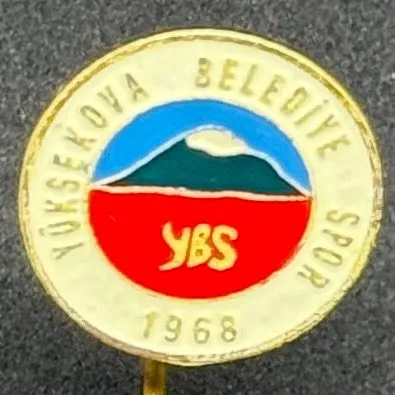 YÜKSEKOVA BELEDİYE SPOR
YBS
1968